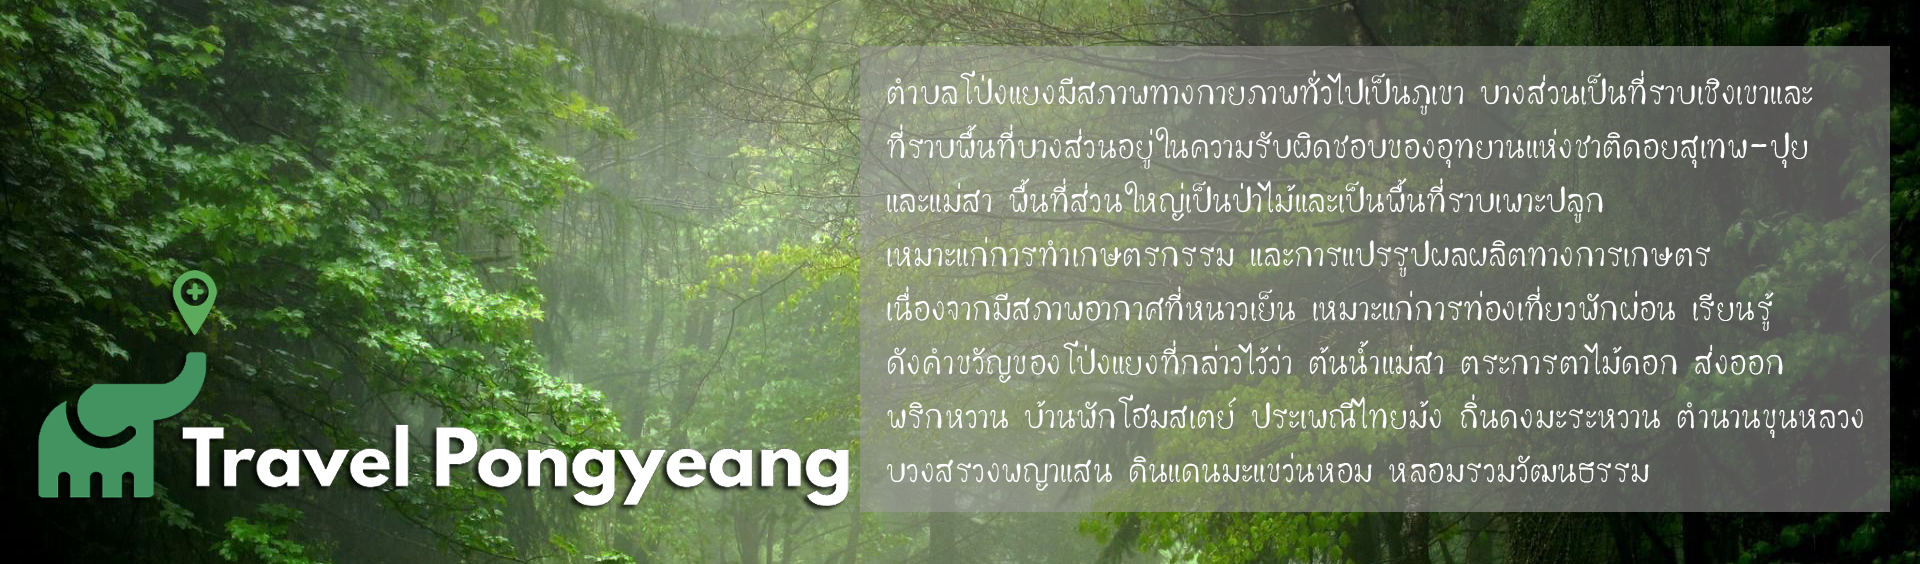 ตำบลโป่งแยงมีสภาพทางกายภาพทั่วไปเป็นภูเขา บางส่วนเป็นที่ราบเชิงเขาและ
ที่ราบพื้นที่บางส่วนอยู่ในความรับผิดชอบของอุทยานแห่งชาติดอยสุเทพ-ปุย
และแม่สา พื้นที่ส่วนใหญ่เป็นป่าไม้และเป็นพื้นที่ราบเพาะปลูก
เหมาะแก่การทำเกษตรกรรม และการแปรรูปผลผลิตทางการเกษตร
เนื่องจากมีสภาพอากาศที่หนาวเย็น เหมาะแก่การท่องเที่ยวพักผ่อน เรียนรู้
ดังคำขวัญของโป่งแยงที่กล่าวไว้ว่า ต้นน้ำแม่สา ตระการตาไม้ดอก ส่งออก
พริกหวาน บ้านพักโฮมสเตย์ ประเพณีไทยม้ง ถิ่นดงมะระหวาน ตำนานขุนหลวง
บวงสรวงพญาแสน ดินแดนมะแขว่นหอม หลอมรวมวัฒนธรรม
Travel Pongyeang